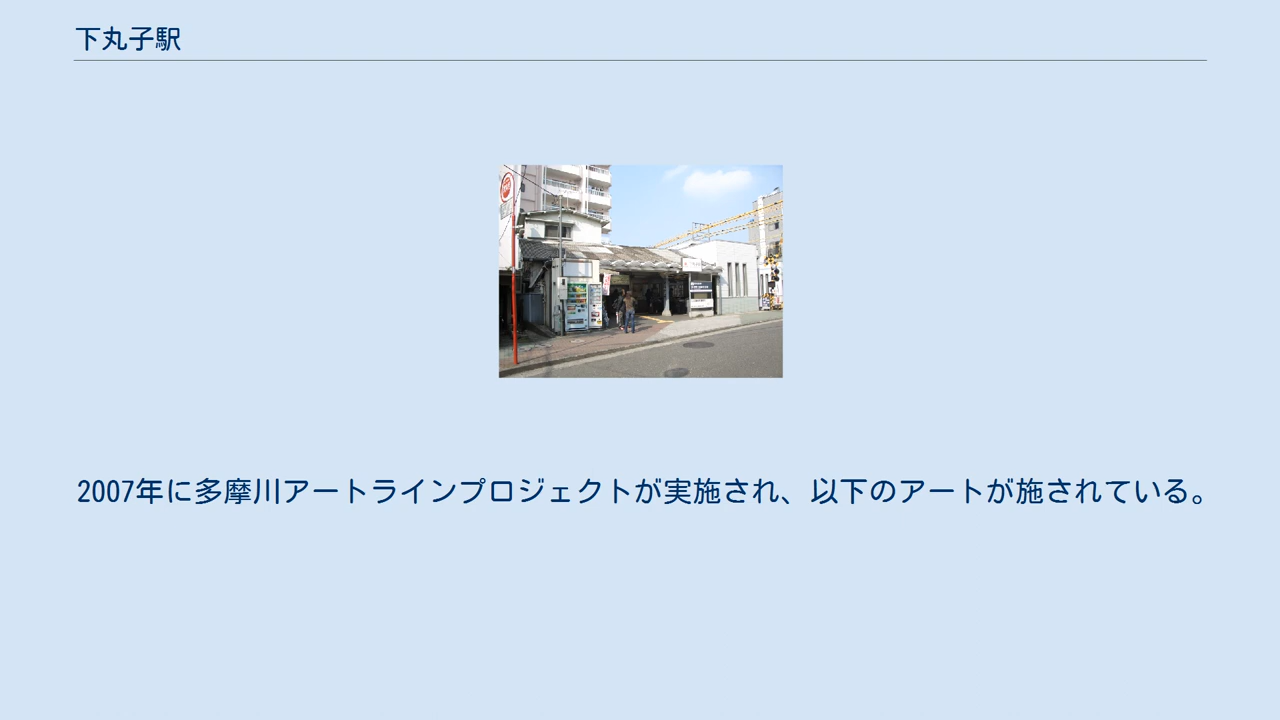 下丸子駅
2007年に多摩川アートラインプロジェクトが実施され、以下のアートが施されている。